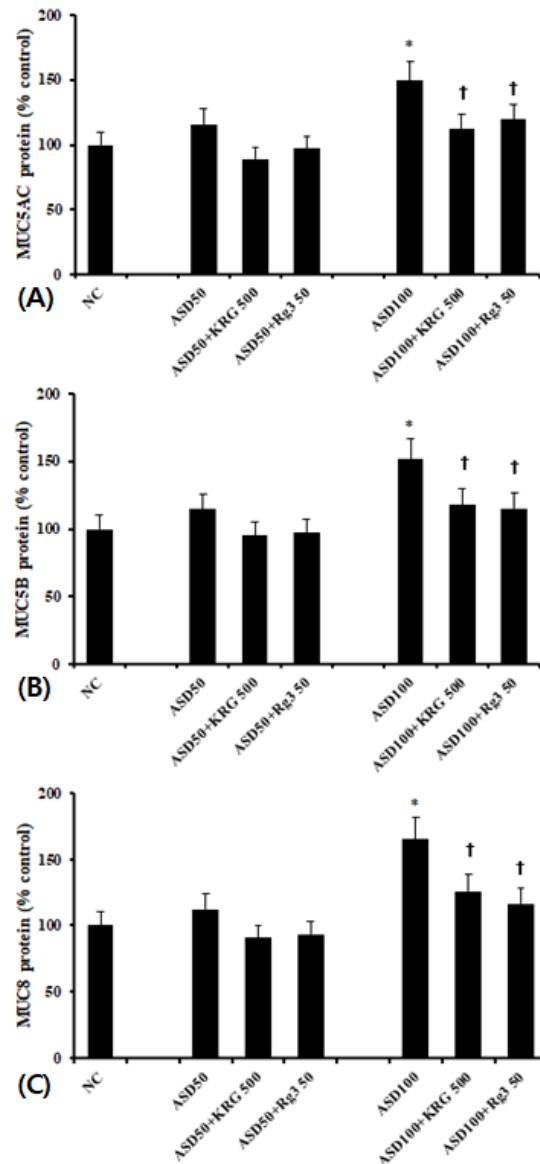 MUC5AC protein (% control)
200
150
100
50
0
*
†
†
NC
ASD50
ASD50+KRG 500
ASD50+Rg3 50
ASD100
ASD100+KRG 500
ASD100+Rg3 50
(A)
MUC5B protein (% control)
200
150
100
50
0
*
†
†
NC
ASD50
ASD50+KRG 500
ASD50+Rg3 50
ASD100
ASD100+KRG 500
ASD100+Rg3 50
(B)
MUC8 protein (% control)
200
150
100
50
0
*
†
†
NC
ASD50
ASD50+KRG 500
ASD50+Rg3 50
ASD100
ASD100+KRG 500
ASD100+Rg3 50
(C)